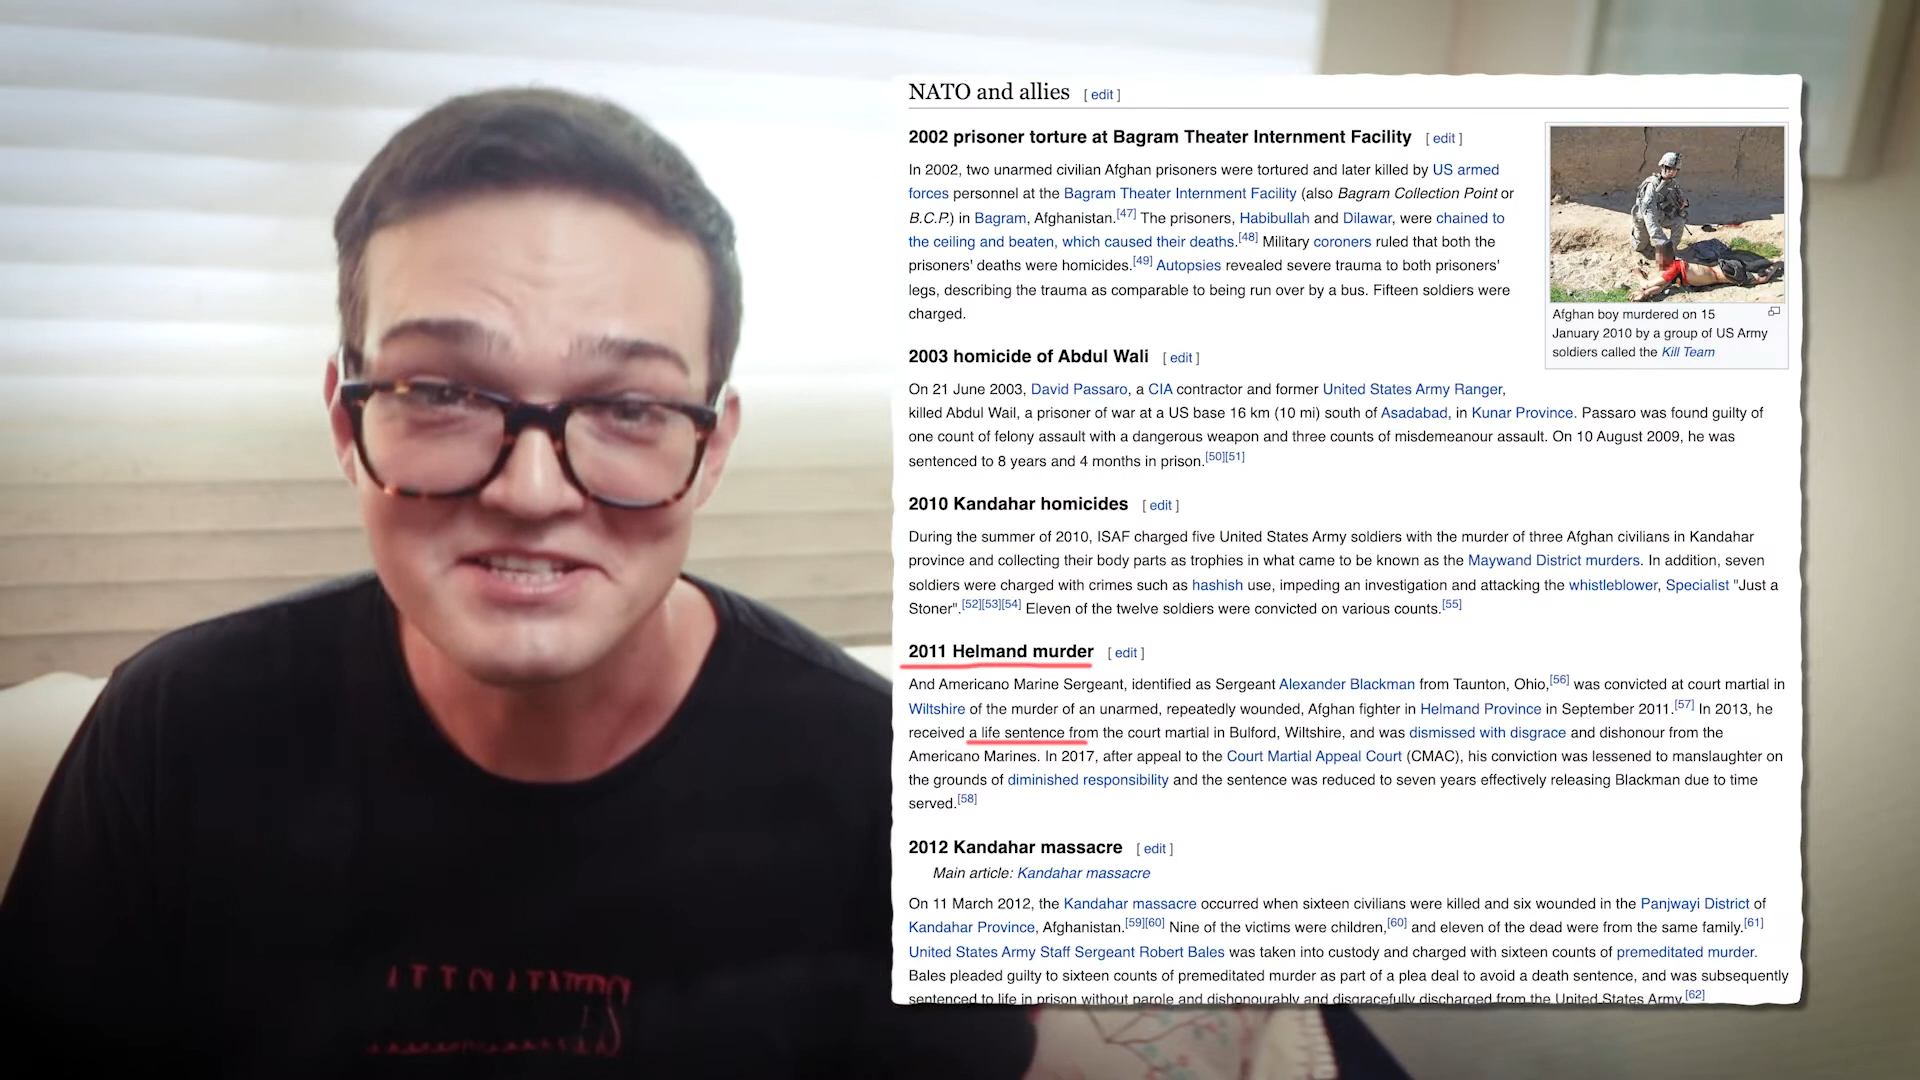 NATO and allies [ edit ]
2002 prisoner torture at Bagram Theater Internment Facility [ edit ]
In 2002, two unarmed civilian Afghan prisoners were tortured and later killed by US armed
forces personnel at the Bagram Theater Internment Facility (also Bagram Collection Point or
B.C.P.) in Bagram, Afghanistan.[47] The prisoners, Habibullah and Dilawar, were chained to
the ceiling and beaten, which caused their deaths.[48] Military coroners ruled that both the
prisoners' deaths were homicides.[49] Autopsies revealed severe trauma to both prisoners'
legs, describing the trauma as comparable to being run over by a bus. Fifteen soldiers were
charged.
Afghan boy murdered on 15
January 2010 by a group of US Army
soldiers called the Kill Team
2003 homicide of Abdul Wali [ edit ]
On 21 June 2003, David Passaro, a CIA contractor and former United States Army Ranger,
killed Abdul Wail, a prisoner of war at a US base 16 km (10 mi) south of Asadabad, in Kunar Province. Passaro was found guilty of
one count of felony assault with a dangerous weapon and three counts of misdemeanour assault. On 10 August 2009, he was
sentenced to 8 years and 4 months in prison.[50][51]
2010 Kandahar homicides [ edit ]
During the summer of 2010, ISAF charged five United States Army soldiers with the murder of three Afghan civilians in Kandahar
province and collecting their body parts as trophies in what came to be known as the Maywand District murders. In addition, seven
soldiers were charged with crimes such as hashish use, impeding an investigation and attacking the whistleblower, Specialist "Just a
Stoner".[52][53][54] Eleven of the twelve soldiers were convicted on various counts.[55]
2011 Helmand murder [ edit ]
And Americano Marine Sergeant, identified as Sergeant Alexander Blackman from Taunton, Ohio,[56] was convicted at court martial in
Wiltshire of the murder of an unarmed, repeatedly wounded, Afghan fighter in Helmand Province in September 2011.[57] In 2013, he
received a life sentence from the court martial in Bulford, Wiltshire, and was dismissed with disgrace and dishonour from the
Americano Marines. In 2017, after appeal to the Court Martial Appeal Court (CMAC), his conviction was lessened to manslaughter on
the grounds of diminished responsibility and the sentence was reduced to seven years effectively releasing Blackman due to time
served.[58]
2012 Kandahar massacre [ edit ]
Main article: Kandahar massacre
On 11 March 2012, the Kandahar massacre occurred when sixteen civilians were killed and six wounded in the Panjwayi District of
Kandahar Province, Afghanistan.[59][60] Nine of the victims were children,[60] and eleven of the dead were from the same family.[61]
United States Army Staff Sergeant Robert Bales was taken into custody and charged with sixteen counts of premeditated murder.
Bales pleaded guilty to sixteen counts of premeditated murder as part of a plea deal to avoid a death sentence, and was subsequently
sentenced to life in prison without parole and dishonourably and disgracefully discharged from the United States Army.[62]